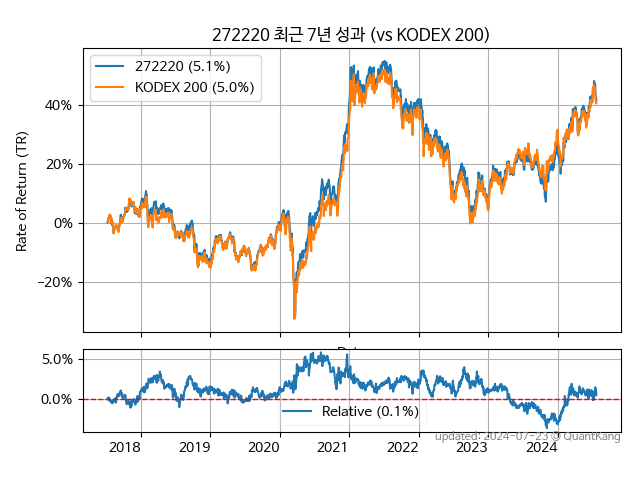 272220 최근 7년 성과 (vs KODEX 200)
272220 (5.1%)
KODEX 200 (5.0%)
Rate of Return (TR)
40%
20%
0%
−20%
5.0%
0.0%
Relative (0.1%)
2018 2019 2020 2021 2022 2023 2024
updated: 2024-07-23 © QuantKang